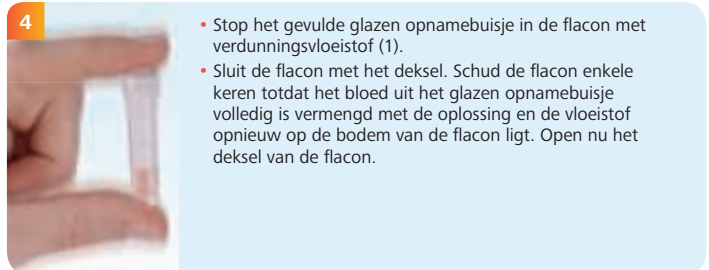 4
• Stop het gevulde glazen opnamebuisje in de flacon met
verdunningsvloeistof (1).
• Sluit de flacon met het deksel. Schud de flacon enkele
keren totdat het bloed uit het glazen opnamebuisje
volledig is vermengd met de oplossing en de vloeistof
opnieuw op de bodem van de flacon ligt. Open nu het
deksel van de flacon.